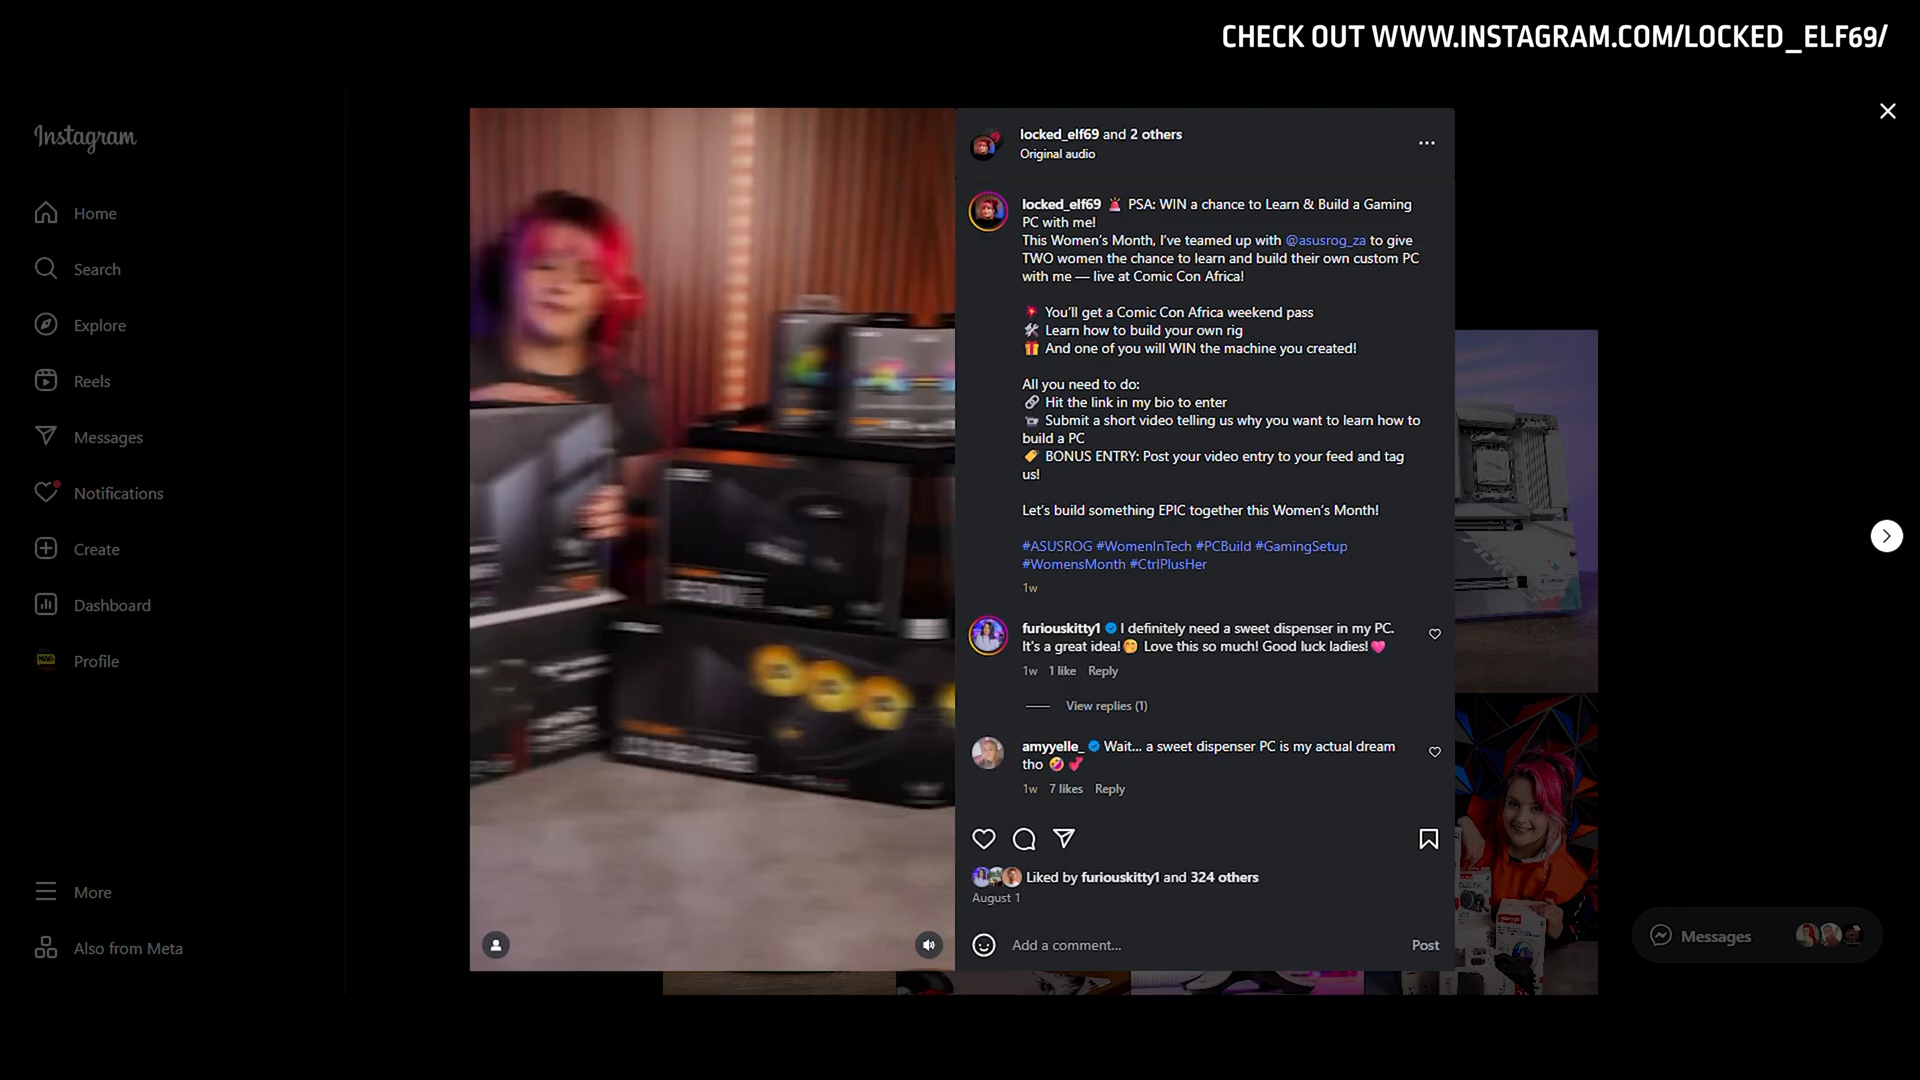 CHECK OUT WWW.INSTAGRAM.COM/LOCKED_ELF69/
Instagram
Home
Search
Explore
Reels
Messages
Notifications
Create
Dashboard
Profile
More
Also from Meta
locked_elf69 and 2 others
Original audio
locked_elf69 🚨 PSA: WIN a chance to Learn & Build a Gaming
PC with me!
This Women's Month, I've teamed up with @asusrog_za to give
TWO women the chance to learn and build their own custom PC
with me — live at Comic Con Africa!
💥 You'll get a Comic Con Africa weekend pass
🛠 Learn how to build your own rig
🎁 And one of you will WIN the machine you created!
All you need to do:
🔗 Hit the link in my bio to enter
📹 Submit a short video telling us why you want to learn how to
build a PC
🏷 BONUS ENTRY: Post your video entry to your feed and tag
us!
Let's build something EPIC together this Women's Month!
#ASUSROG #WomenInTech #PCBuild #GamingSetup
#WomensMonth #CtrlPlusHer
1w
furiouskitty1 I definitely need a sweet dispenser in my PC.
It's a great idea!🤭 Love this so much! Good luck ladies!💗
1w 1 like Reply
View replies (1)
amyyelle_ Wait... a sweet dispenser PC is my actual dream
tho 🤣 💕
1w 7 likes Reply
Liked by furiouskitty1 and 324 others
August 1
Add a comment...
Post
Messages